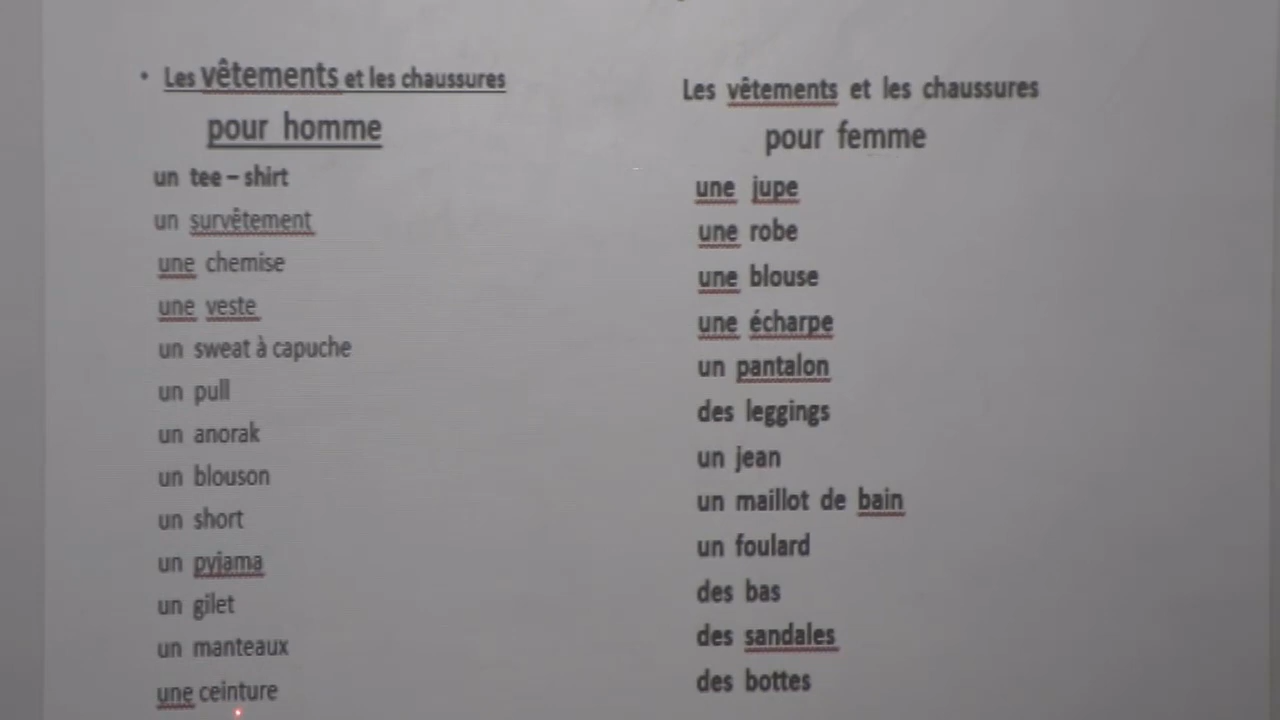 • Les vêtements et les chaussures
pour homme
un tee – shirt
un survêtement
une chemise
une veste
un sweat à capuche
un pull
un anorak
un blouson
un short
un pyjama
un gilet
un manteaux
une ceinture
Les vêtements et les chaussures
pour femme
une jupe
une robe
une blouse
une écharpe
un pantalon
des leggings
un jean
un maillot de bain
un foulard
des bas
des sandales
des bottes